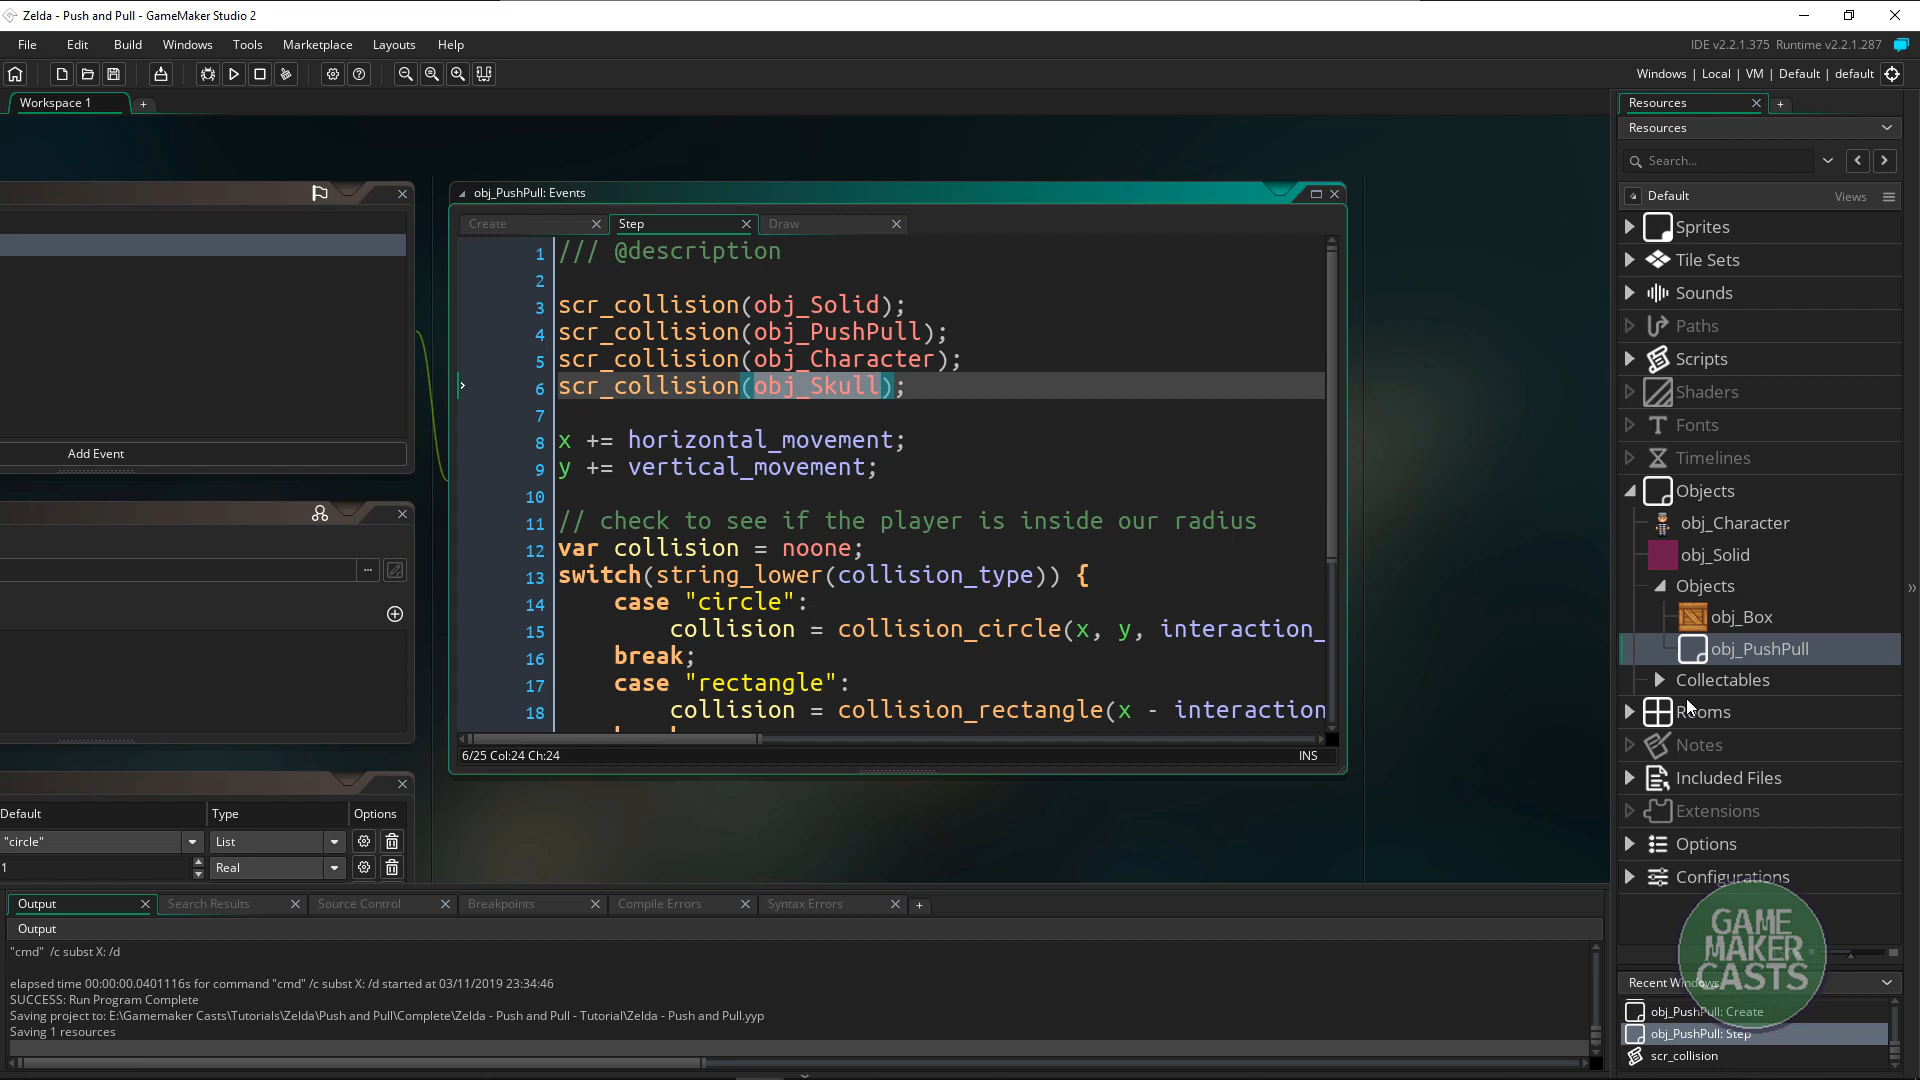 Zelda - Push and Pull - GameMaker Studio 2
File Edit Build Windows Tools Marketplace Layouts Help
IDE v2.2.1.375 Runtime v2.2.1.287
Windows | Local | VM | Default | default
Workspace 1
obj_PushPull: Events
Create Step Draw
1 /// @description
2
3 scr_collision(obj_Solid);
4 scr_collision(obj_PushPull);
5 scr_collision(obj_Character);
6 scr_collision(obj_Skull);
7
8 x += horizontal_movement;
9 y += vertical_movement;
10
11 // check to see if the player is inside our radius
12 var collision = noone;
13 switch(string_lower(collision_type)) {
14 case "circle":
15 collision = collision_circle(x, y, interaction_
16 break;
17 case "rectangle":
18 collision = collision_rectangle(x - interaction
6/25 Col:24 Ch:24
INS
Add Event
Default Type Options
"circle" List
1 Real
Output Search Results Source Control Breakpoints Compile Errors Syntax Errors
Output
"cmd" /c subst X: /d
elapsed time 00:00:00.0401116s for command "cmd" /c subst X: /d started at 03/11/2019 23:34:46
SUCCESS: Run Program Complete
Saving project to: E:\Gamemaker Casts\Tutorials\Zelda\Push and Pull\Complete\Zelda - Push and Pull - Tutorial\Zelda - Push and Pull.yyp
Saving 1 resources
Resources
Resources
Search...
Default Views
Sprites
Tile Sets
Sounds
Paths
Scripts
Shaders
Fonts
Timelines
Objects
obj_Character
obj_Solid
Objects
obj_Box
obj_PushPull
Collectables
Rooms
Notes
Included Files
Extensions
Options
Configurations
GAME
MAKER
CASTS
Recent Windows
obj_PushPull: Create
obj_PushPull: Step
scr_collision